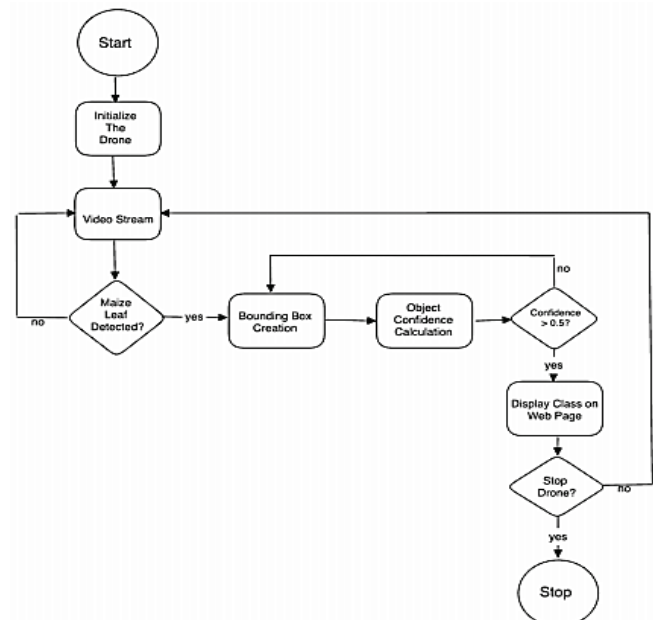 Start
Initialize
The
Drone
Video Stream
Maize
Leaf
Detected?
no
yes
Bounding Box
Creation
Object
Confidence
Calculation
no
Confidence
> 0.5?
yes
Display Class on
Web Page
Stop
Drone?
no
yes
Stop